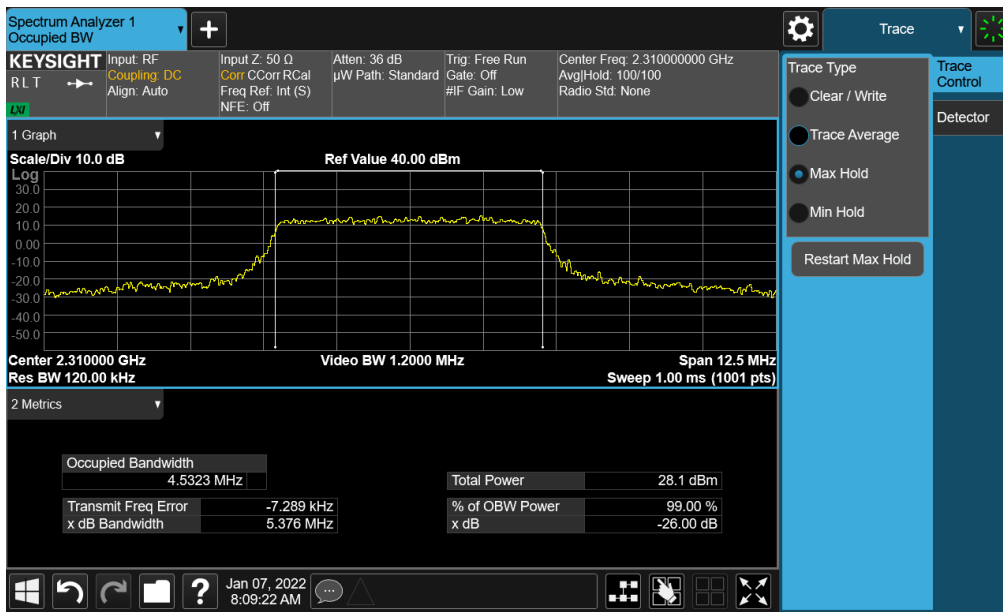 Spectrum Analyzer 1
Occupied BW
Trace
KEYSIGHT
RLT
LXI
Input: RF
Coupling: DC
Align: Auto
Input Z: 50 Ω
Corr CCorr RCal
Freq Ref: Int (S)
NFE: Off
Atten: 36 dB
µW Path: Standard
Trig: Free Run
Gate: Off
#IF Gain: Low
Center Freq: 2.310000000 GHz
Avg|Hold: 100/100
Radio Std: None
Trace Type
Clear / Write
Trace Average
Max Hold
Min Hold
Restart Max Hold
Trace
Control
Detector
1 Graph
Scale/Div 10.0 dB
Ref Value 40.00 dBm
Log
30.0
20.0
10.0
0.00
-10.0
-20.0
-30.0
-40.0
-50.0
Center 2.310000 GHz
Video BW 1.2000 MHz
Span 12.5 MHz
Res BW 120.00 kHz
Sweep 1.00 ms (1001 pts)
2 Metrics
Occupied Bandwidth
4.5323 MHz
Total Power 28.1 dBm
Transmit Freq Error -7.289 kHz
% of OBW Power 99.00 %
x dB Bandwidth 5.376 MHz
x dB -26.00 dB
Jan 07, 2022
8:09:22 AM